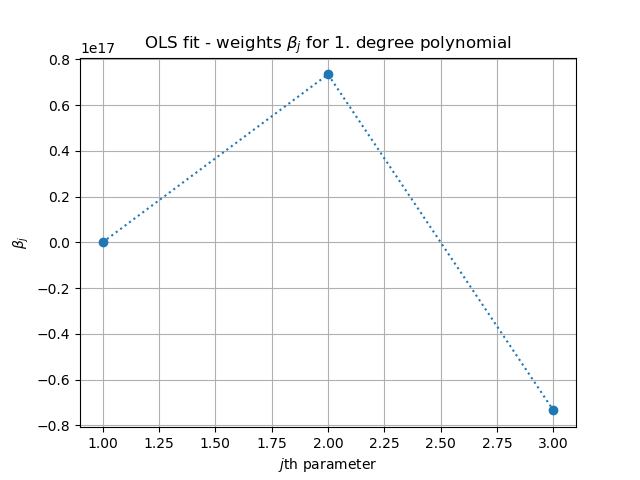 OLS fit - weights βj for 1. degree polynomial
1e17
0.8
0.6
0.4
0.2
0.0
−0.2
−0.4
−0.6
−0.8
βj
1.00 1.25 1.50 1.75 2.00 2.25 2.50 2.75 3.00
jth parameter